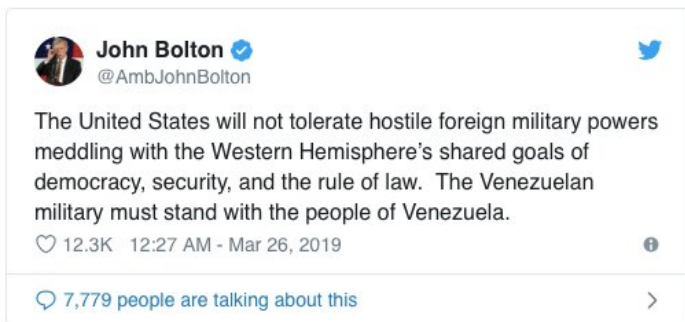 John Bolton
@AmbJohnBolton
The United States will not tolerate hostile foreign military powers
meddling with the Western Hemisphere's shared goals of
democracy, security, and the rule of law.  The Venezuelan
military must stand with the people of Venezuela.
12.3K 12:27 AM - Mar 26, 2019
7,779 people are talking about this